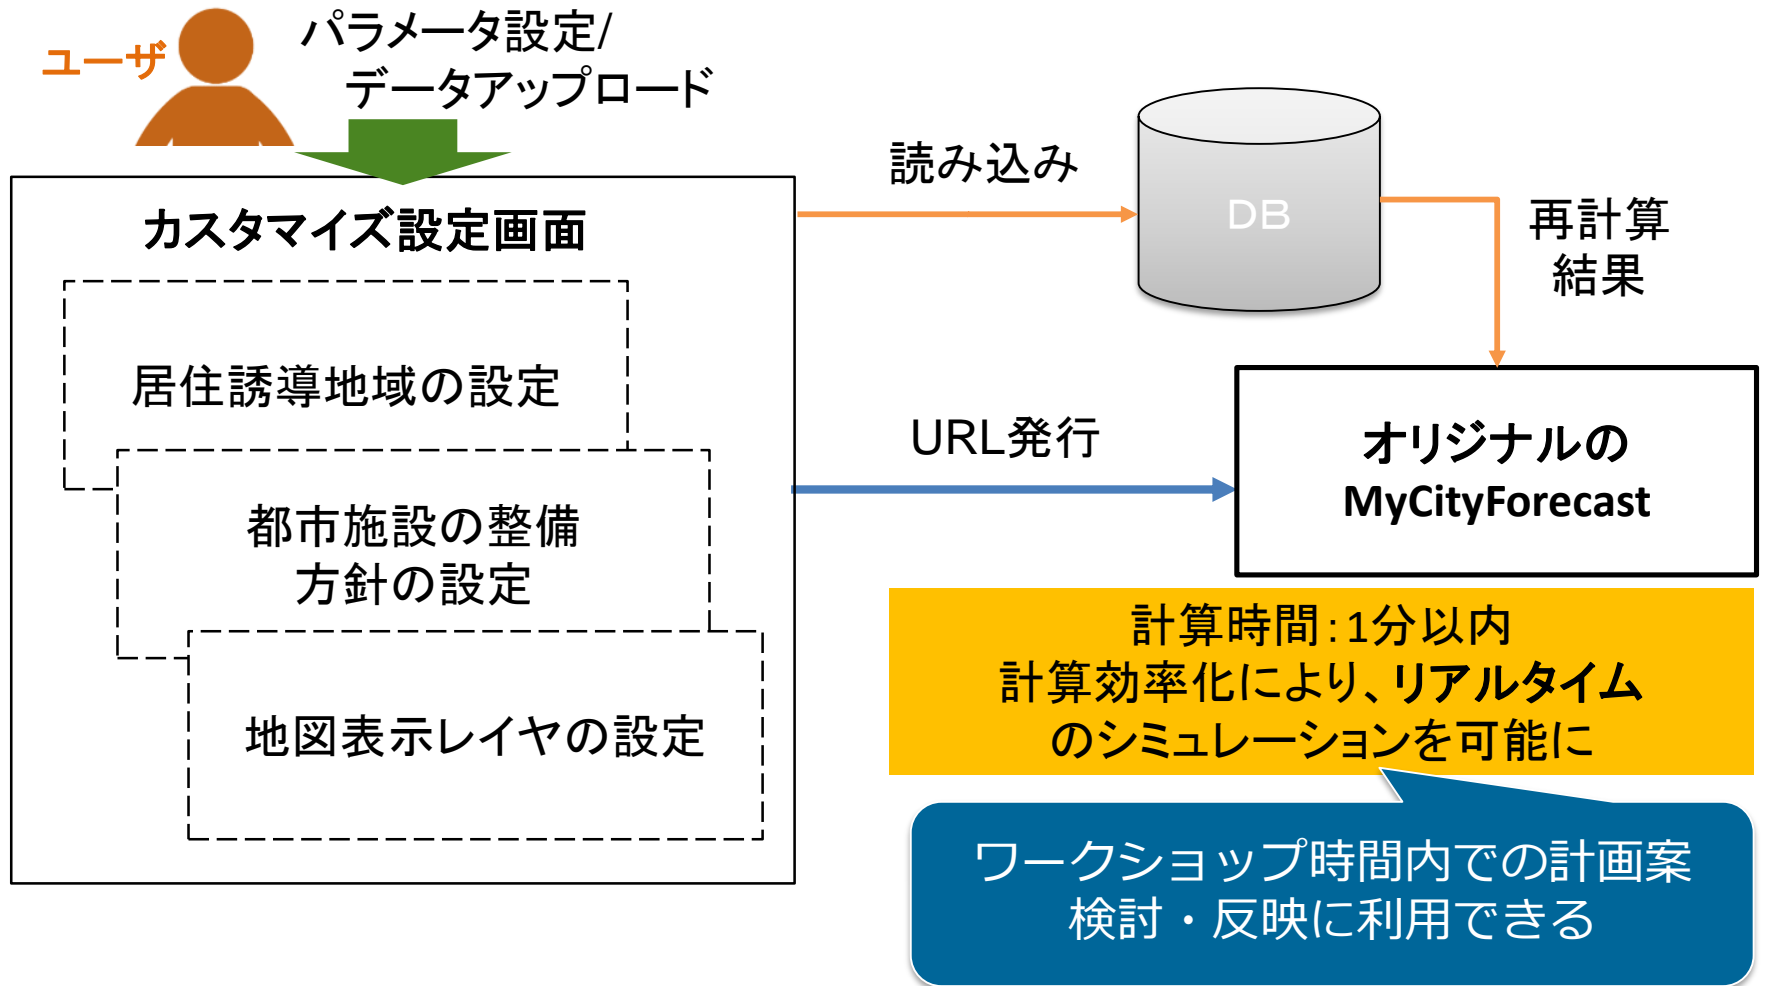 ユーザ
パラメータ設定/
データアップロード
カスタマイズ設定画面
居住誘導地域の設定
都市施設の整備
方針の設定
地図表示レイヤの設定
読み込み
DB
再計算
結果
URL発行
オリジナルの
MyCityForecast
計算時間：1分以内
計算効率化により、リアルタイム
のシミュレーションを可能に
ワークショップ時間内での計画案
検討・反映に利用できる